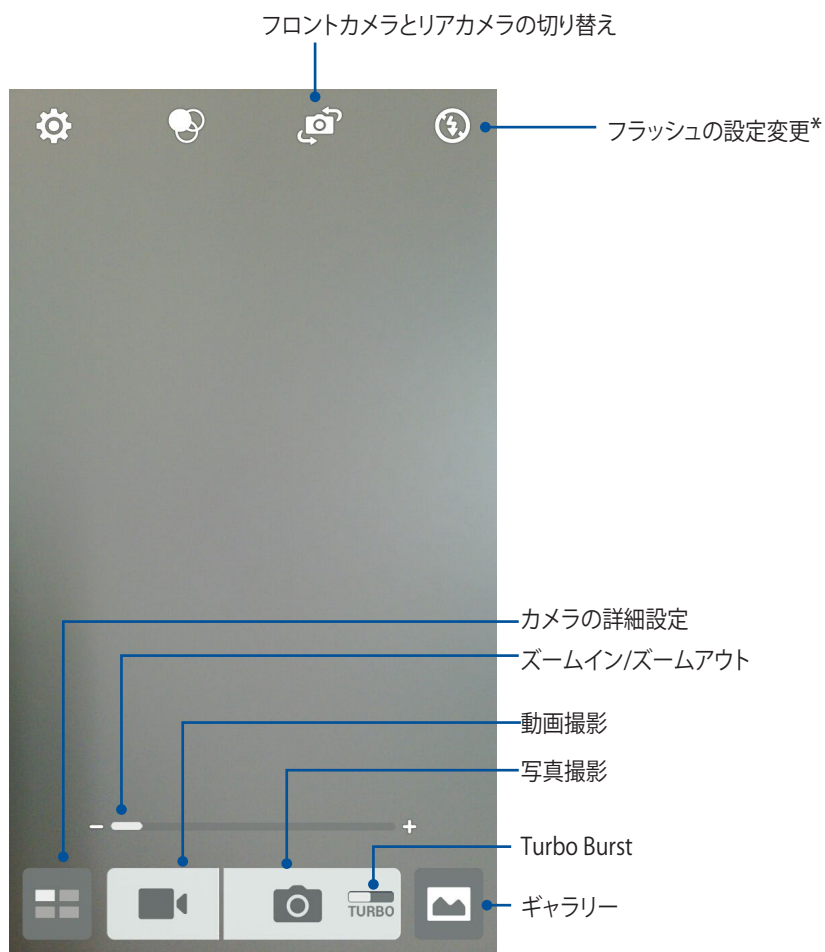 フロントカメラとリアカメラの切り替え
フラッシュの設定変更*
カメラの詳細設定
ズームイン/ズームアウト
動画撮影
写真撮影
Turbo Burst
TURBO
ギャラリー